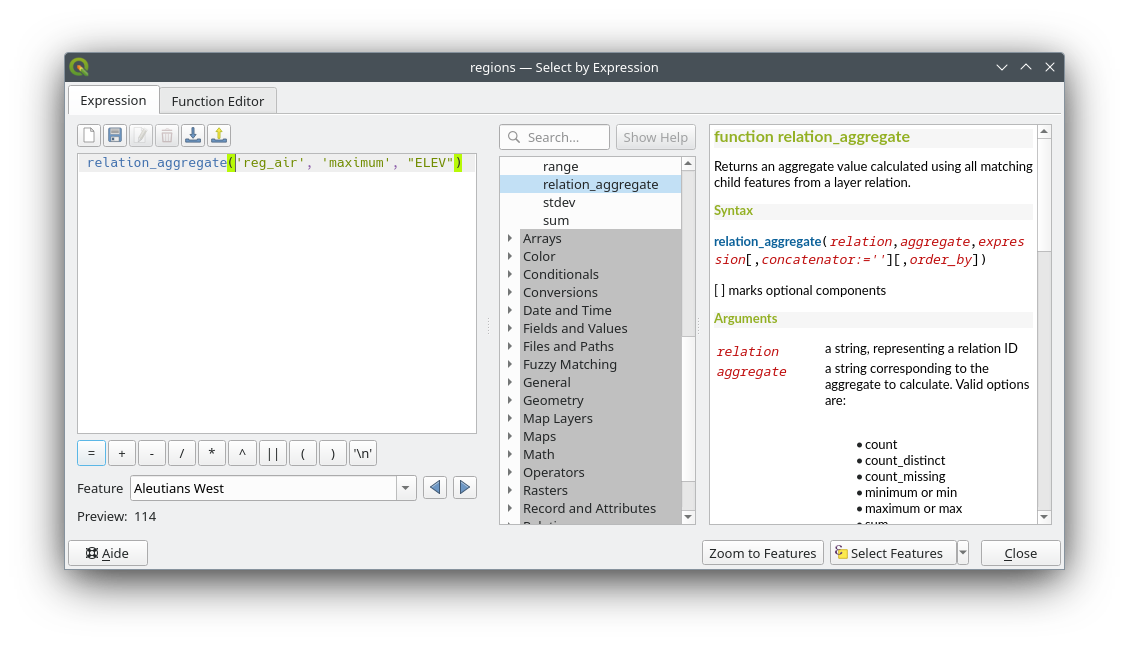 regions — Select by Expression
Expression
Function Editor
relation_aggregate('reg_air', 'maximum', "ELEV")
= + - / * ^ || ( ) '\n'
Feature Aleutians West
Preview: 114
Search...
Show Help
range
relation_aggregate
stdev
sum
Arrays
Color
Conditionals
Conversions
Date and Time
Fields and Values
Files and Paths
Fuzzy Matching
General
Geometry
Map Layers
Maps
Math
Operators
Rasters
Record and Attributes
function relation_aggregate
Returns an aggregate value calculated using all matching
child features from a layer relation.
Syntax
relation_aggregate(relation,aggregate,expres
sion[,concatenator:=''][,order_by])
[ ] marks optional components
Arguments
relation a string, representing a relation ID
aggregate a string corresponding to the
aggregate to calculate. Valid options
are:
• count
• count_distinct
• count_missing
• minimum or min
• maximum or max
• sum
Aide
Zoom to Features
Select Features
Close